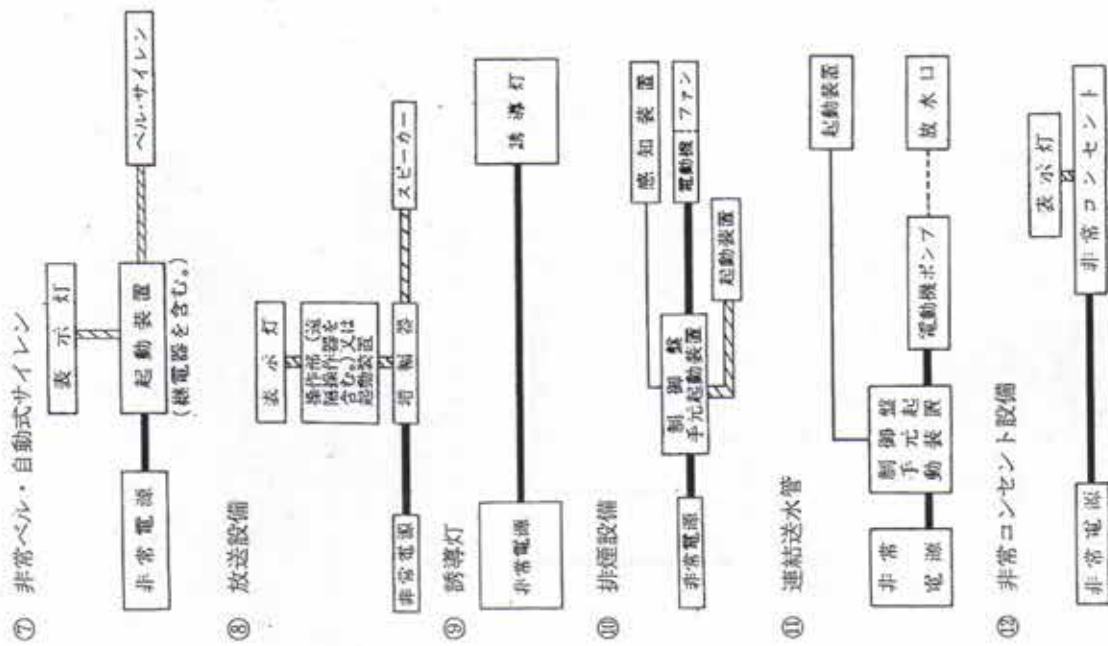 ⑦ 非常ベル・自動式サイレン
非常電源
表示灯
起動装置
(継電器を含む。)
ベル・サイレン
⑧ 放送設備
非常電源
表示灯
操作部(遠
隔操作器を
含む。)又は
起動装置
増幅器
スピーカー
⑨ 誘導灯
非常電源
誘導灯
⑩ 排煙設備
非常電源
制御盤
手元起動装置
感知装置
電動機 ファン
起動装置
⑪ 連結送水管
非常
電源
制御盤
手元起
動装置
起動装置
電動機ポンプ
放水口
⑫ 非常コンセント設備
非常電源
表示灯
非常コンセント